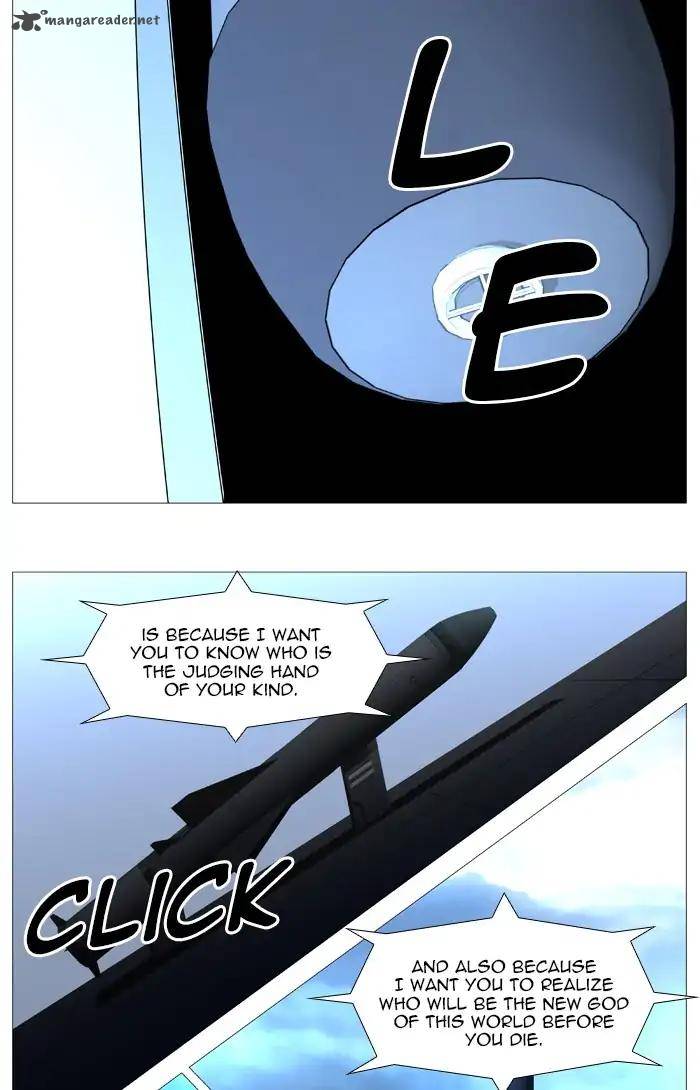 mangareader.net
L
E
IS BECAUSE I WANT
YOU TO KNOW WHO IS
THE JUDGING HAND
OF YOUR KIND.
CLICK
AND ALSO BECAUSE
I WANT YOU TO REALIZE
WHO WILL BE THE NEW GOD
OF THIS WORLD BEFORE
YOU DIE.